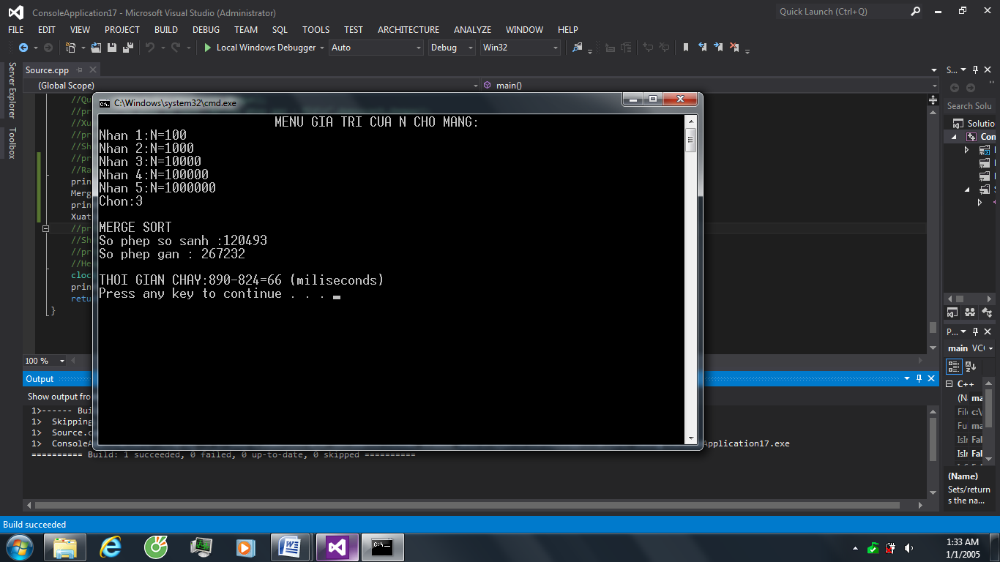 ConsoleApplication17 - Microsoft Visual Studio (Administrator)
Quick Launch (Ctrl+Q)
FILE EDIT VIEW PROJECT BUILD DEBUG TEAM SQL TOOLS TEST ARCHITECTURE ANALYZE WINDOW HELP
Local Windows Debugger Auto Debug Win32
Server Explorer
Toolbox
Source.cpp
(Global Scope)
main()
//Qu
//pr
//Xu
//pr
//Sh
//pr
//Ra
prin
Merg
prin
Xuat
//pr
//Sh
//pr
//He
cloc
prin
retu
}
C:\Windows\system32\cmd.exe
MENU GIA TRI CUA N CHO MANG:
Nhan 1:N=100
Nhan 2:N=1000
Nhan 3:N=10000
Nhan 4:N=100000
Nhan 5:N=1000000
Chon:3
MERGE SORT
So phep so sanh :120493
So phep gan : 267232
THOI GIAN CHAY:890-824=66 (miliseconds)
Press any key to continue . . .
100 %
Output
Show output fro
1>------ Bui
1> Skipping
1> Source.c
1> ConsoleA
Application17.exe
========== Build: 1 succeeded, 0 failed, 0 up-to-date, 0 skipped ==========
S...
Search Solu
Solutio
Con
P...
main VC
C++
(N ma
File c:\
Fu ma
IsIn Fal
IsIn Fal
(Name)
Sets/return
s the na...
Build succeeded
1:33 AM
1/1/2005